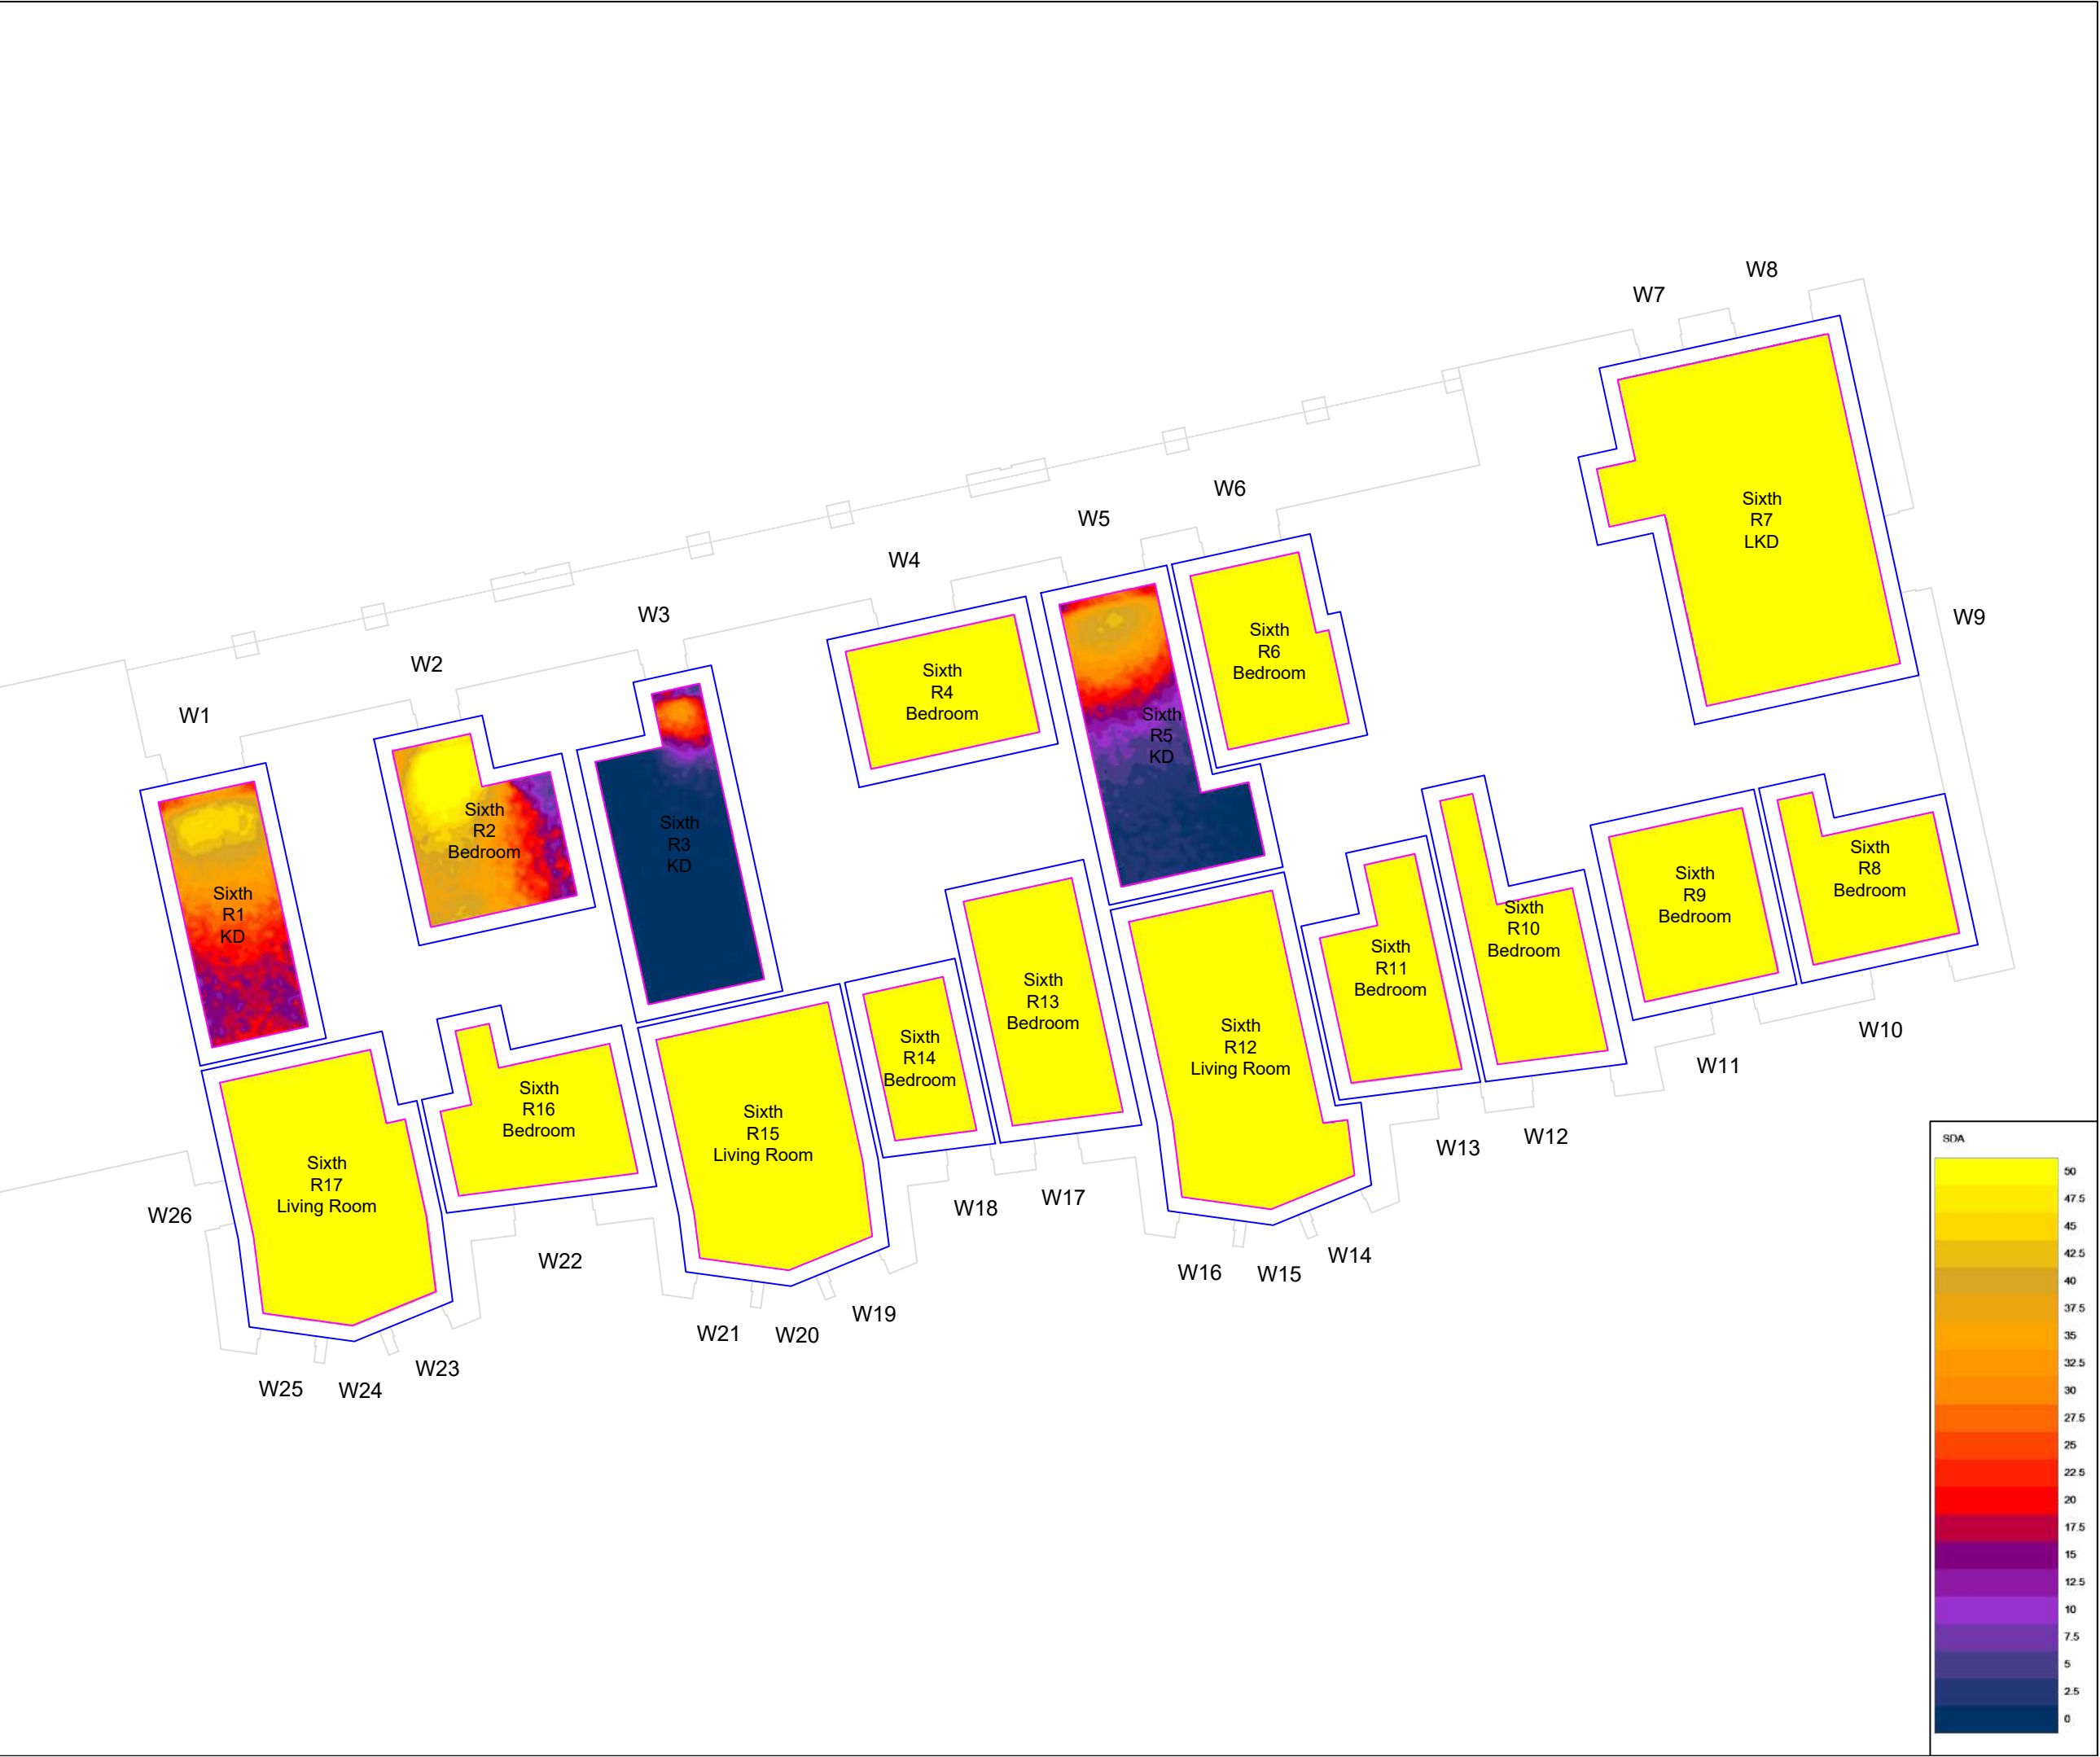 W8
W7
W6
W5
W4
W3
W2
W1
W9
Sixth
R7
LKD
Sixth
R6
Bedroom
Sixth
R4
Bedroom
Sixth
R5
KD
Sixth
R2
Bedroom
Sixth
R3
KD
Sixth
R1
KD
Sixth
R8
Bedroom
Sixth
R9
Bedroom
Sixth
R10
Bedroom
Sixth
R11
Bedroom
Sixth
R13
Bedroom
Sixth
R12
Living Room
Sixth
R14
Bedroom
Sixth
R16
Bedroom
Sixth
R15
Living Room
Sixth
R17
Living Room
W10
W11
W12
W13
W17
W18
W26
W22
W14
W15
W16
W19
W20
W21
W23
W24
W25
SDA
50
47.5
45
42.5
40
37.5
35
32.5
30
27.5
25
22.5
20
17.5
15
12.5
10
7.5
5
2.5
0